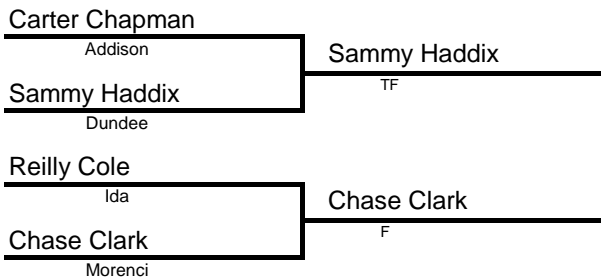 Carter Chapman
Addison
Sammy Haddix
TF
Sammy Haddix
Dundee
Reilly Cole
Ida
Chase Clark
F
Chase Clark
Morenci